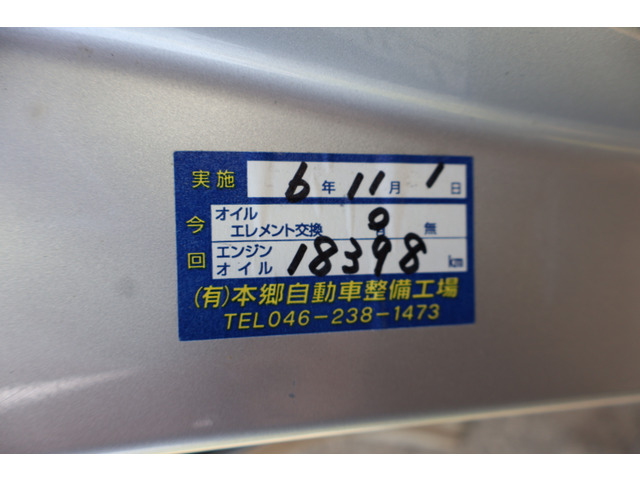 実施 6年11月1日
今回 オイル
エレメント交換 有 無
エンジン
オイル 18398 km
(有)本郷自動車整備工場
TEL046-238-1473